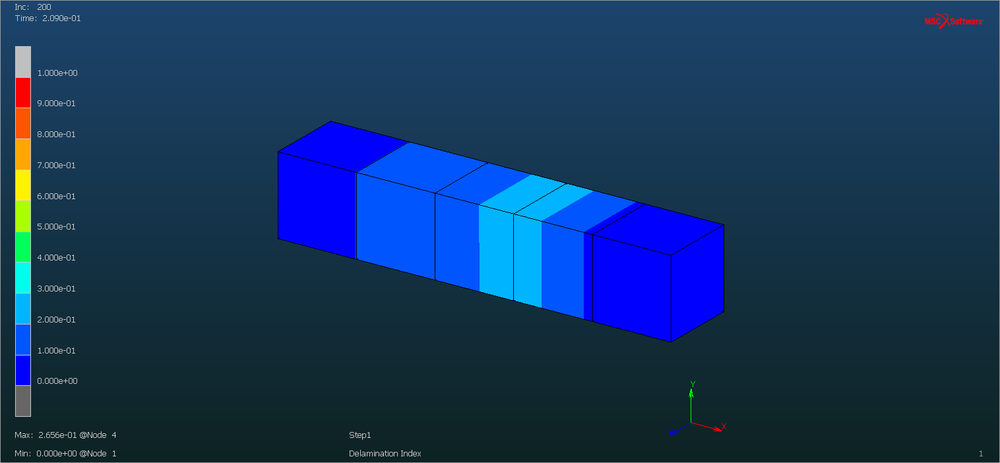 Inc: 200
Time: 2.090e-01
MSC Software
1.000e+00
9.000e-01
8.000e-01
7.000e-01
6.000e-01
5.000e-01
4.000e-01
3.000e-01
2.000e-01
1.000e-01
0.000e+00
Y
X
Z
Max: 2.656e-01 @Node 4
Step1
Min: 0.000e+00 @Node 1
Delamination Index
1